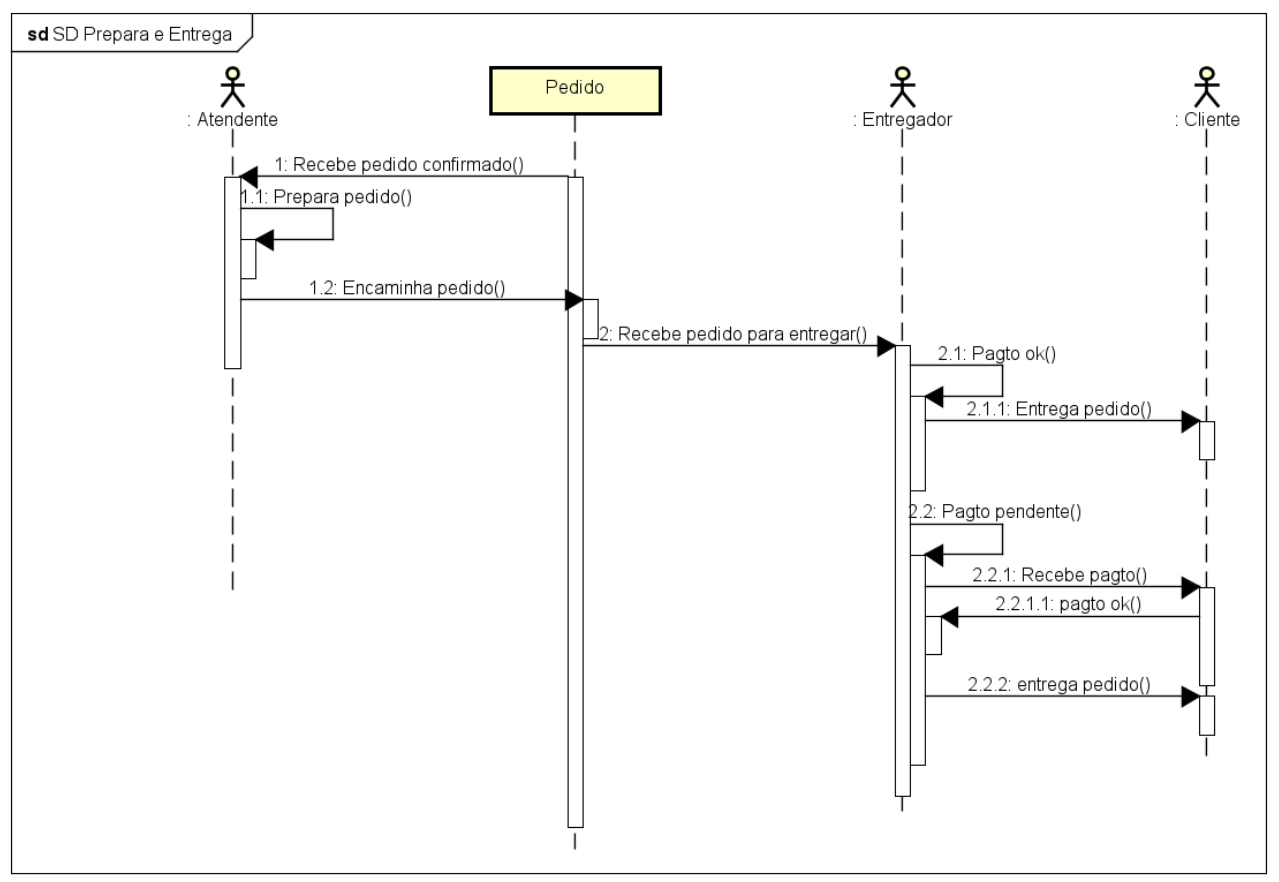 sd SD Prepara e Entrega
: Atendente
Pedido
: Entregador
: Cliente
1: Recebe pedido confirmado()
1.1: Prepara pedido()
1.2: Encaminha pedido()
2: Recebe pedido para entregar()
2.1: Pagto ok()
2.1.1: Entrega pedido()
2.2: Pagto pendente()
2.2.1: Recebe pagto()
2.2.1.1: pagto ok()
2.2.2: entrega pedido()